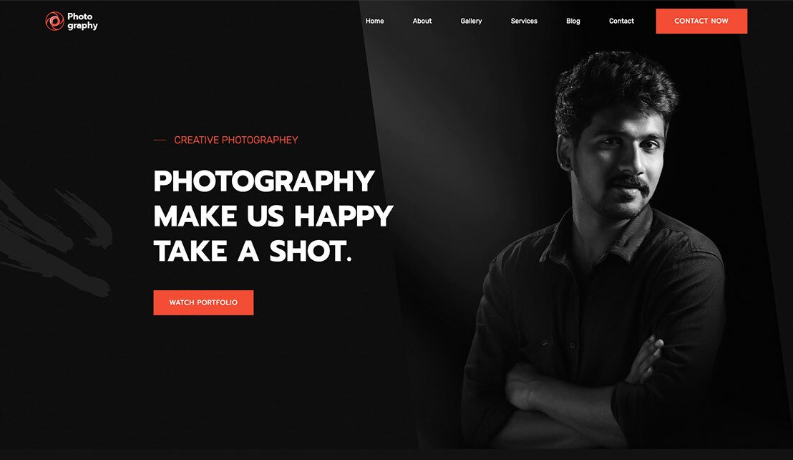 Photo
graphy
Home About Gallery Services Blog Contact CONTACT NOW
CREATIVE PHOTOGRAPHEY
PHOTOGRAPHY
MAKE US HAPPY
TAKE A SHOT.
WATCH PORTFOLIO